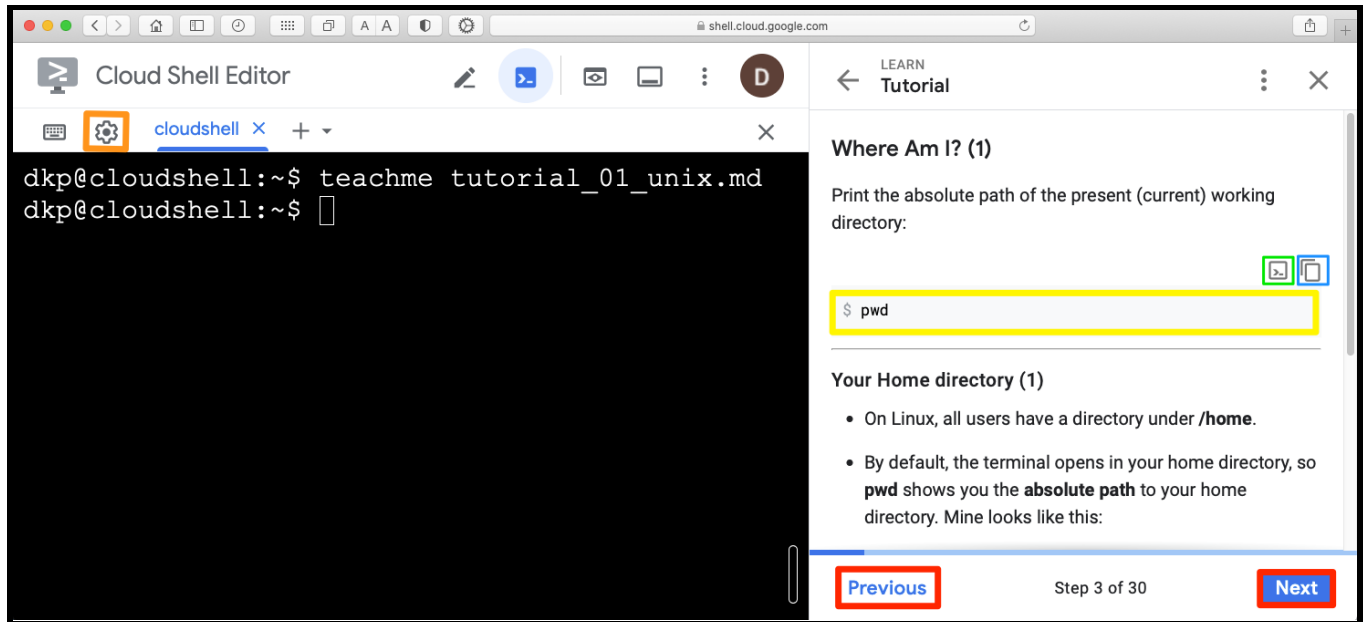 A A
shell.cloud.google.com
Cloud Shell Editor
D
cloudshell
dkp@cloudshell:~$ teachme tutorial_01_unix.md
dkp@cloudshell:~$
LEARN
Tutorial
Where Am I? (1)
Print the absolute path of the present (current) working
directory:
$ pwd
Your Home directory (1)
• On Linux, all users have a directory under /home.
• By default, the terminal opens in your home directory, so
pwd shows you the absolute path to your home
directory. Mine looks like this:
Previous
Step 3 of 30
Next